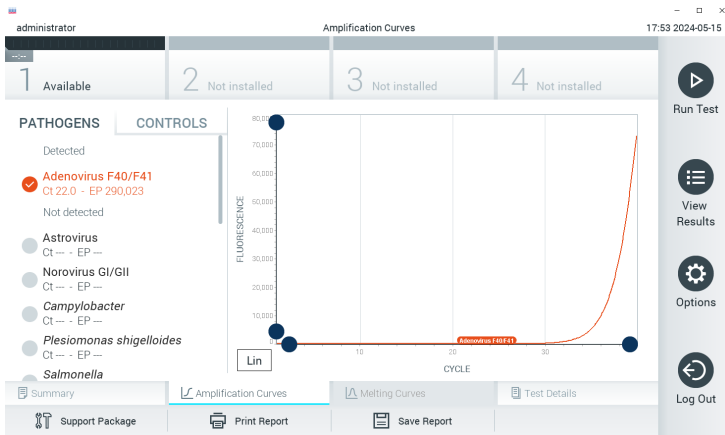 administrator
Amplification Curves
17:53 2024-05-15
--:--
1 Available
2 Not installed
3 Not installed
4 Not installed
PATHOGENS
CONTROLS
Detected
Adenovirus F40/F41
Ct 22.0 - EP 290,023
Not detected
Astrovirus
Ct --- - EP ---
Norovirus GI/GII
Ct --- - EP ---
Campylobacter
Ct --- - EP ---
Plesiomonas shigelloides
Ct --- - EP ---
Salmonella
FLUORESCENCE
80,000
70,000
60,000
50,000
40,000
30,000
20,000
10,000
0
Adenovirus F40/F41
10
20
30
CYCLE
Lin
Run Test
View
Results
Options
Log Out
Summary
Amplification Curves
Melting Curves
Test Details
Support Package
Print Report
Save Report